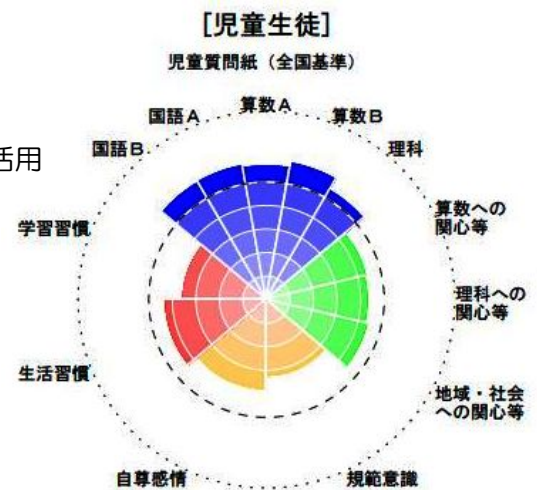 [児童生徒]
児童質問紙（全国基準）
算数A
国語A
算数B
活用
国語B
理科
学習習慣
算数への
関心等
理科への
関心等
生活習慣
地域・社会
への関心等
自尊感情
規範意識